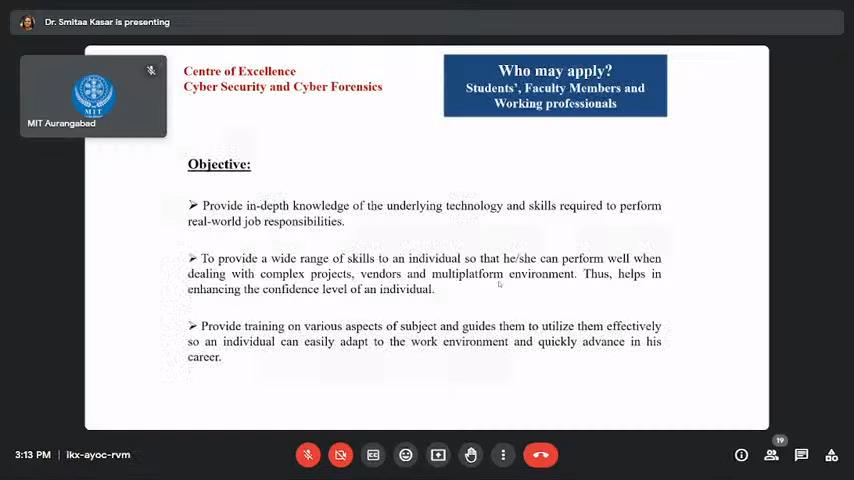 Dr. Smitaa Kasar is presenting
MIT
MIT Aurangabad
Centre of Excellence
Cyber Security and Cyber Forensics
Who may apply?
Students', Faculty Members and
Working professionals
Objective:
➢ Provide in-depth knowledge of the underlying technology and skills required to perform
real-world job responsibilities.
➢ To provide a wide range of skills to an individual so that he/she can perform well when
dealing with complex projects, vendors and multiplatform environment. Thus, helps in
enhancing the confidence level of an individual.
➢ Provide training on various aspects of subject and guides them to utilize them effectively
so an individual can easily adapt to the work environment and quickly advance in his
career.
3:13 PM | ikx-ayoc-rvm
19